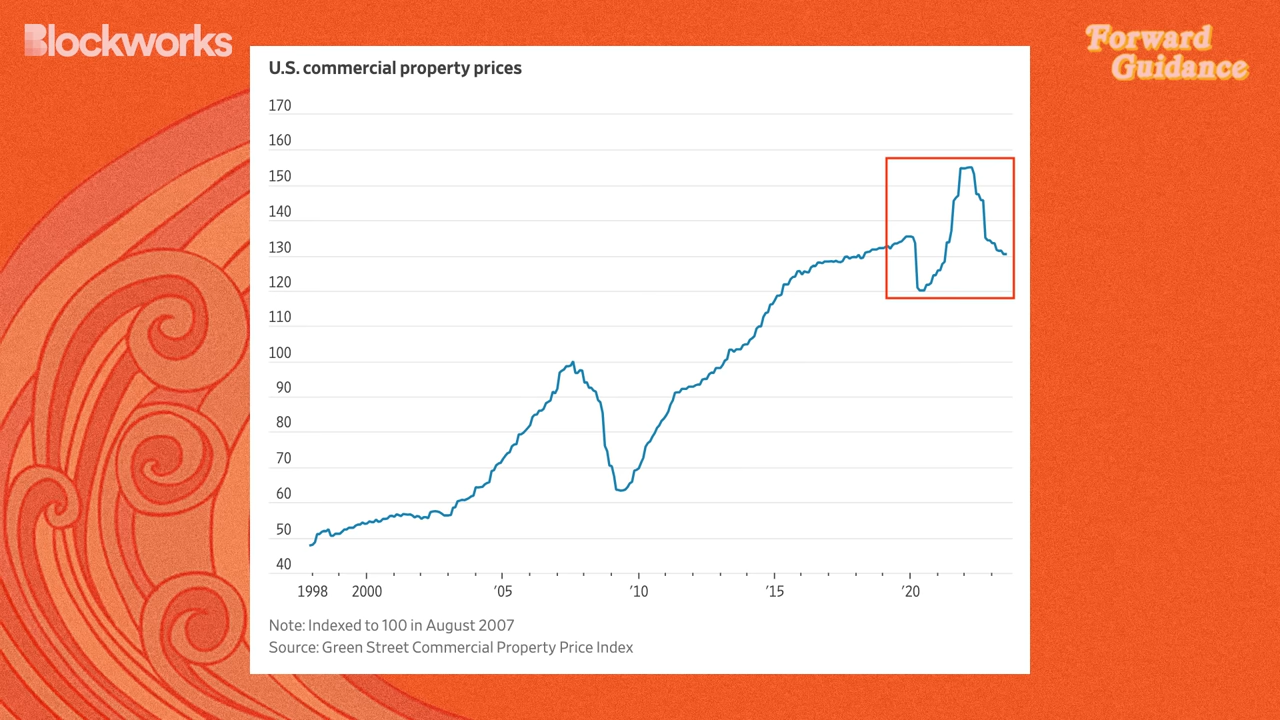 Blockworks
Forward
Guidance
U.S. commercial property prices
170
160
150
140
130
120
110
100
90
80
70
60
50
40
1998 2000 '05 '10 '15 '20
Note: Indexed to 100 in August 2007
Source: Green Street Commercial Property Price Index